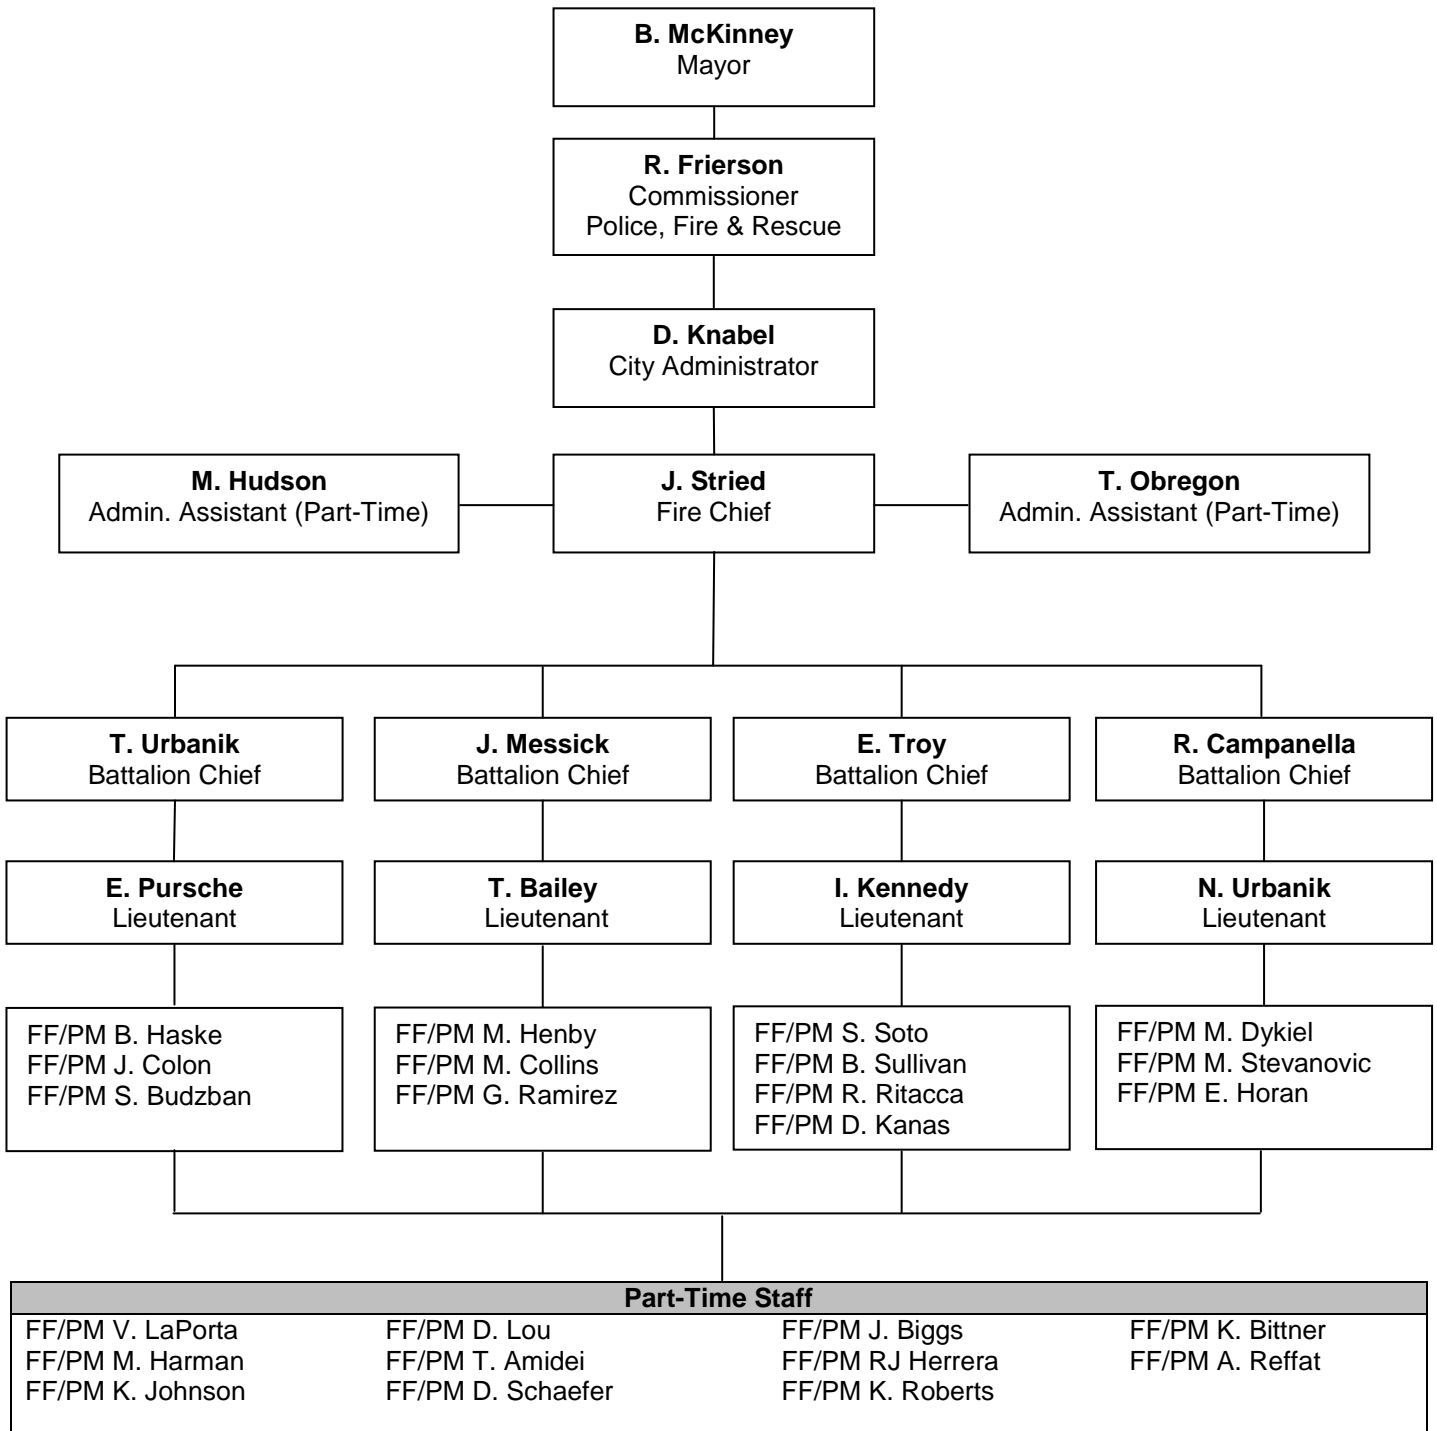 B. McKinney
Mayor
R. Frierson
Commissioner
Police, Fire & Rescue
D. Knabel
City Administrator
M. Hudson
Admin. Assistant (Part-Time)
J. Stried
Fire Chief
T. Obregon
Admin. Assistant (Part-Time)
T. Urbanik
Battalion Chief
J. Messick
Battalion Chief
E. Troy
Battalion Chief
R. Campanella
Battalion Chief
E. Pursche
Lieutenant
T. Bailey
Lieutenant
I. Kennedy
Lieutenant
N. Urbanik
Lieutenant
FF/PM B. Haske
FF/PM J. Colon
FF/PM S. Budzban
FF/PM M. Henby
FF/PM M. Collins
FF/PM G. Ramirez
FF/PM S. Soto
FF/PM B. Sullivan
FF/PM R. Ritacca
FF/PM D. Kanas
FF/PM M. Dykiel
FF/PM M. Stevanovic
FF/PM E. Horan
Part-Time Staff
FF/PM V. LaPorta
FF/PM M. Harman
FF/PM K. Johnson
FF/PM D. Lou
FF/PM T. Amidei
FF/PM D. Schaefer
FF/PM J. Biggs
FF/PM RJ Herrera
FF/PM K. Roberts
FF/PM K. Bittner
FF/PM A. Reffat